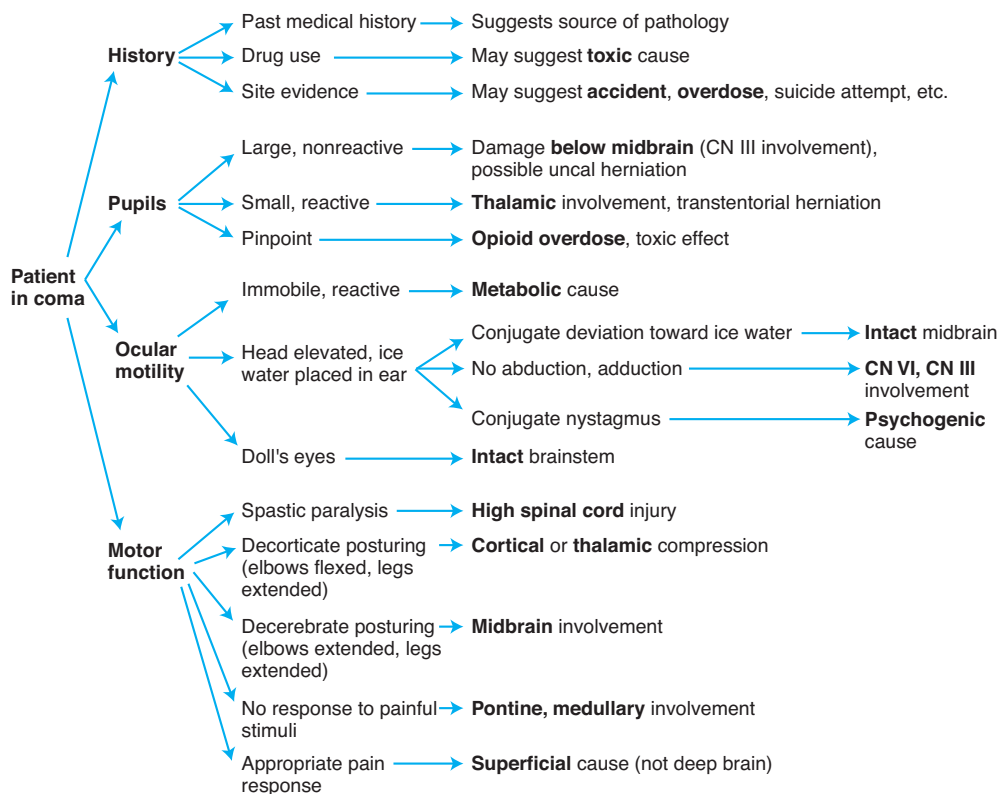 Patient
in coma
History
Past medical history
Suggests source of pathology
Drug use
May suggest toxic cause
Site evidence
May suggest accident, overdose, suicide attempt, etc.
Pupils
Large, nonreactive
Damage below midbrain (CN III involvement),
possible uncal herniation
Small, reactive
Thalamic involvement, transtentorial herniation
Pinpoint
Opioid overdose, toxic effect
Ocular
motility
Immobile, reactive
Metabolic cause
Head elevated, ice
water placed in ear
Conjugate deviation toward ice water
Intact midbrain
No abduction, adduction
CN VI, CN III
involvement
Conjugate nystagmus
Psychogenic
cause
Doll's eyes
Intact brainstem
Motor
function
Spastic paralysis
High spinal cord injury
Decorticate posturing
(elbows flexed, legs
extended)
Cortical or thalamic compression
Decerebrate posturing
(elbows extended, legs
extended)
Midbrain involvement
No response to painful
stimuli
Pontine, medullary involvement
Appropriate pain
response
Superficial cause (not deep brain)